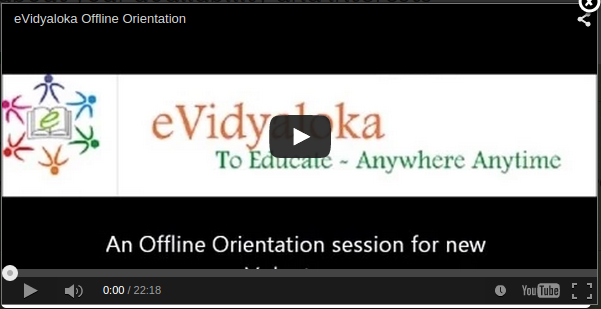 eVidyaloka Offline Orientation
e
eVidyaloka
To Educate ~ Anywhere Anytime
An Offline Orientation session for new
0:00 / 22:18
YouTube